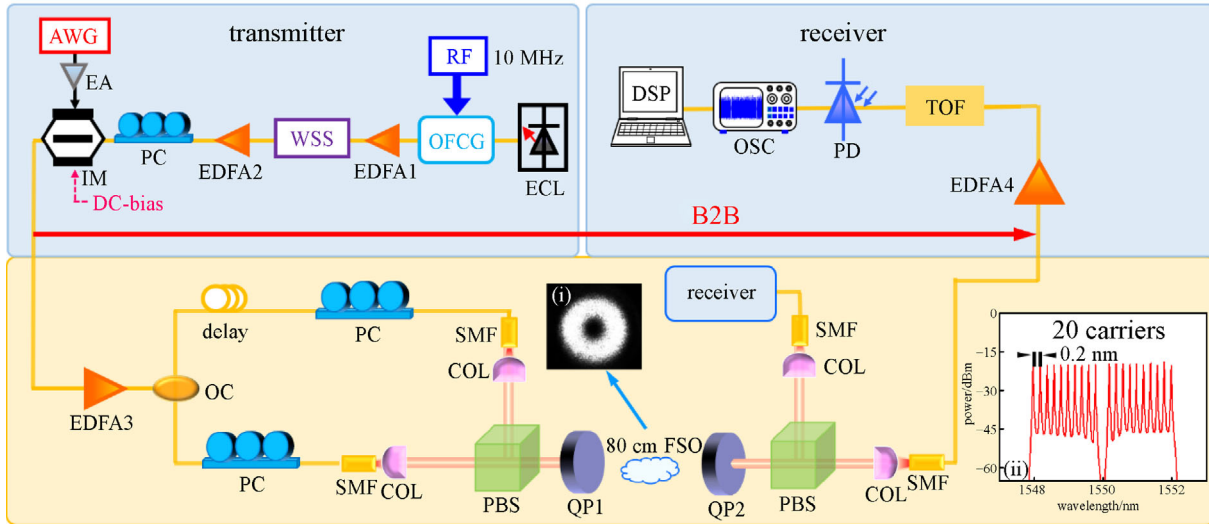 transmitter
AWG
EA
IM
DC-bias
PC
EDFA2
WSS
EDFA1
RF
10 MHz
OFCG
ECL
receiver
DSP
OSC
PD
TOF
EDFA4
B2B
EDFA3
OC
delay
PC
SMF
COL
PC
SMF
COL
PBS
QP1
(i)
80 cm FSO
QP2
receiver
SMF
COL
PBS
COL
SMF
20 carriers
0.2 nm
power/dBm
0
−15
−30
−45
−60
(ii)
1548
1550
1552
wavelength/nm